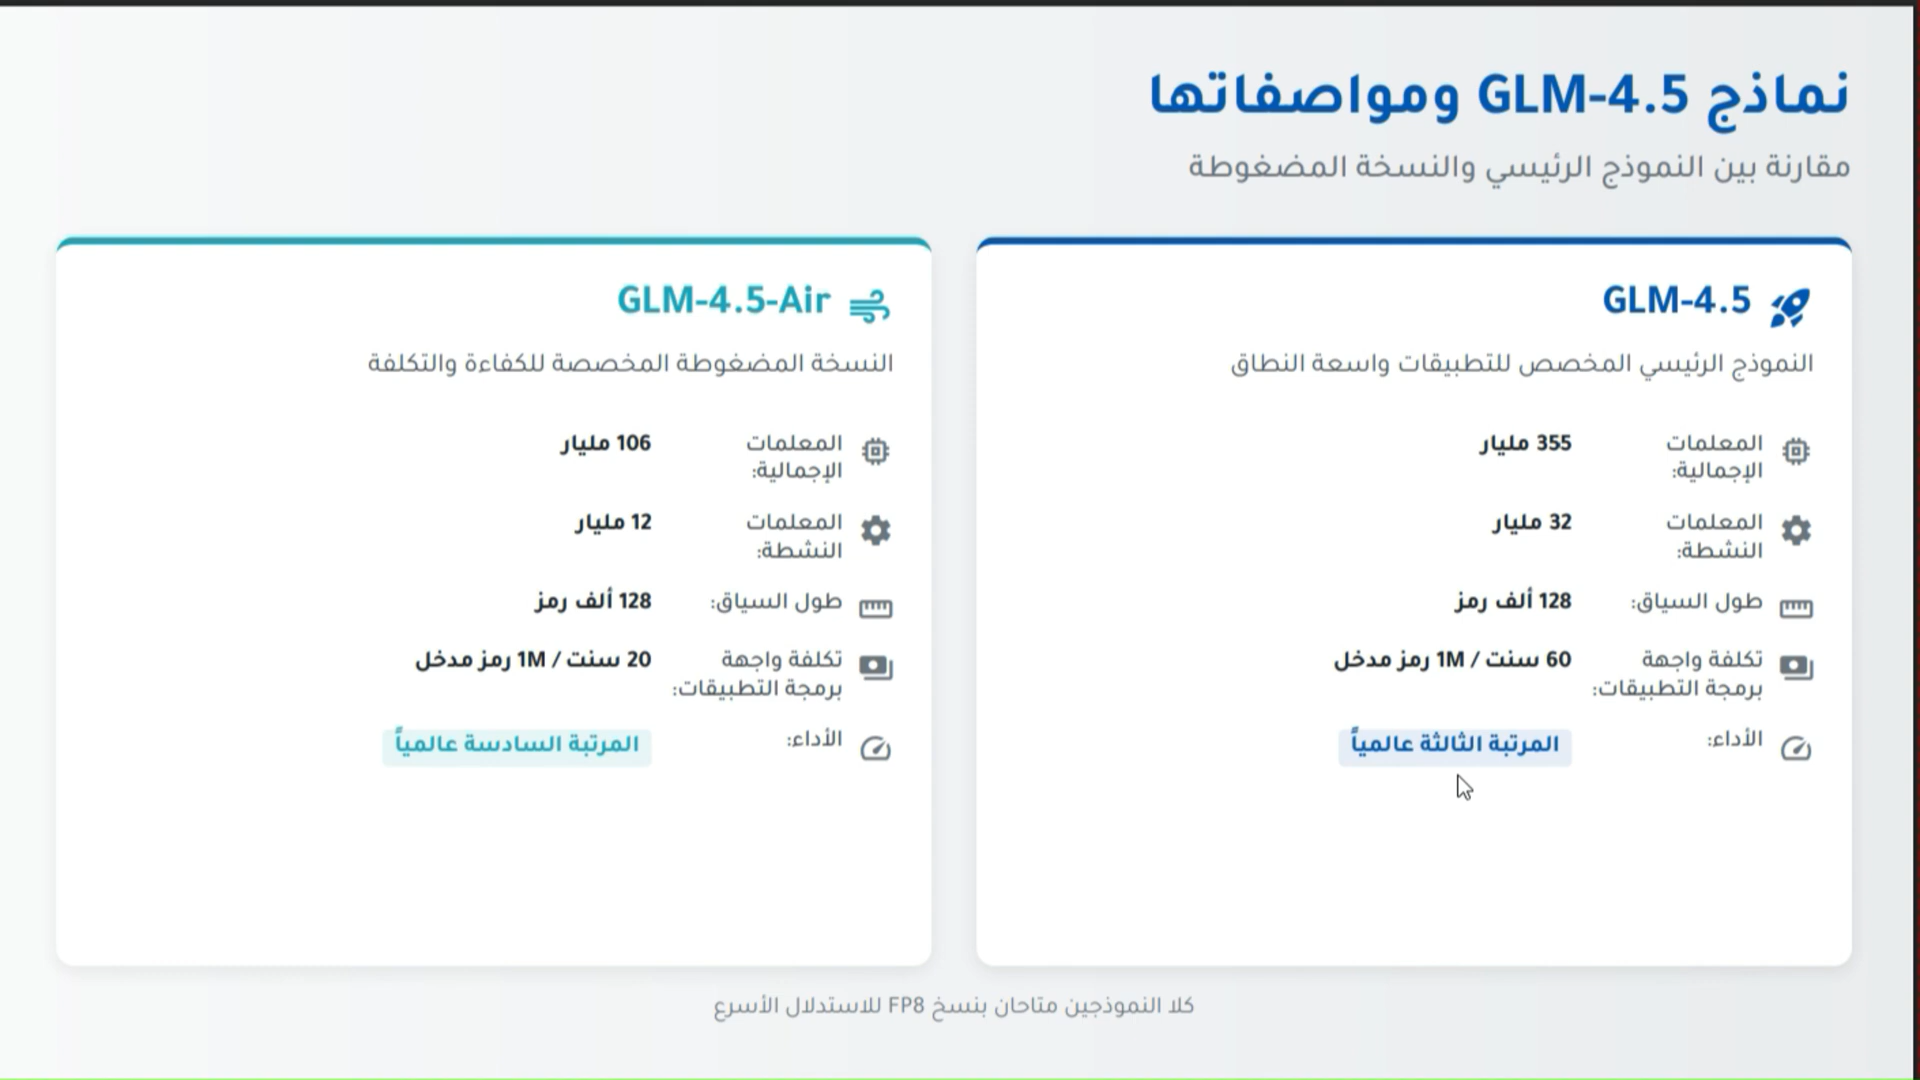 نماذج GLM-4.5 ومواصفاتها
مقارنة بين النموذج الرئيسي والنسخة المضغوطة
GLM-4.5
النموذج الرئيسي المخصص للتطبيقات واسعة النطاق
المعلمات 355 مليار
الإجمالية:
المعلمات 32 مليار
النشطة:
طول السياق: 128 ألف رمز
تكلفة واجهة 60 سنت / 1M رمز مدخل
برمجة التطبيقات:
الأداء: المرتبة الثالثة عالمياً
GLM-4.5-Air
النسخة المضغوطة المخصصة للكفاءة والتكلفة
المعلمات 106 مليار
الإجمالية:
المعلمات 12 مليار
النشطة:
طول السياق: 128 ألف رمز
تكلفة واجهة 20 سنت / 1M رمز مدخل
برمجة التطبيقات:
الأداء: المرتبة السادسة عالمياً
كلا النموذجين متاحان بنسخ FP8 للاستدلال الأسرع